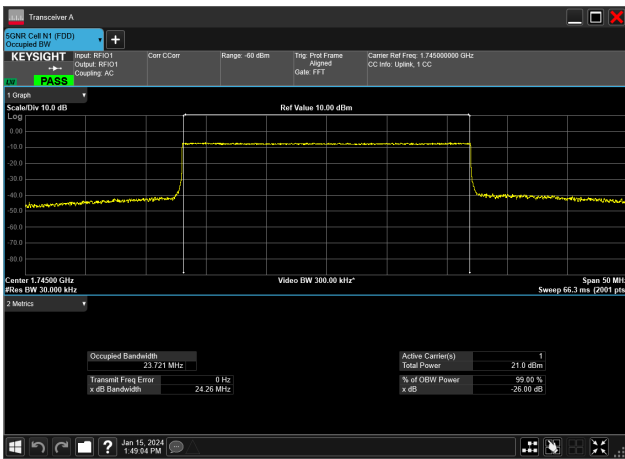 Transceiver A
5GNR Cell N1 (FDD)
Occupied BW
KEYSIGHT
LXI
PASS
Input: RFIO1
Output: RFIO1
Coupling: AC
Corr CCorr
Range: -60 dBm
Trig: Prot Frame
Aligned
Gate: FFT
Carrier Ref Freq: 1.745000000 GHz
CC Info: Uplink, 1 CC
1 Graph
Scale/Div 10.0 dB
Ref Value 10.00 dBm
Log
0.00
-10.0
-20.0
-30.0
-40.0
-50.0
-60.0
-70.0
-80.0
Center 1.74500 GHz
Video BW 300.00 kHz*
Span 50 MHz
#Res BW 30.000 kHz
Sweep 66.3 ms (2001 pts
2 Metrics
Occupied Bandwidth
23.721 MHz
Transmit Freq Error 0 Hz
x dB Bandwidth 24.26 MHz
Active Carrier(s) 1
Total Power 21.0 dBm
% of OBW Power 99.00 %
x dB -26.00 dB
Jan 15, 2024
1:49:04 PM